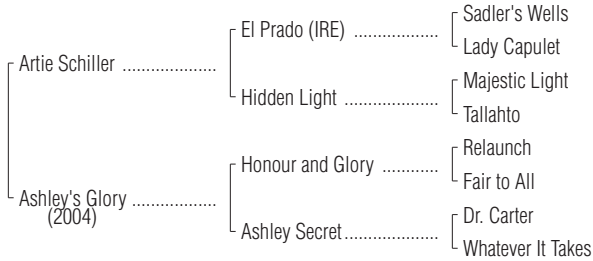 Sadler's Wells
El Prado (IRE) ..................
Lady Capulet
Artie Schiller ....................
Majestic Light
Hidden Light ....................
Tallahto
Relaunch
Honour and Glory ............
Fair to All
Ashley's Glory ..................
(2004)
Dr. Carter
Ashley Secret....................
Whatever It Takes